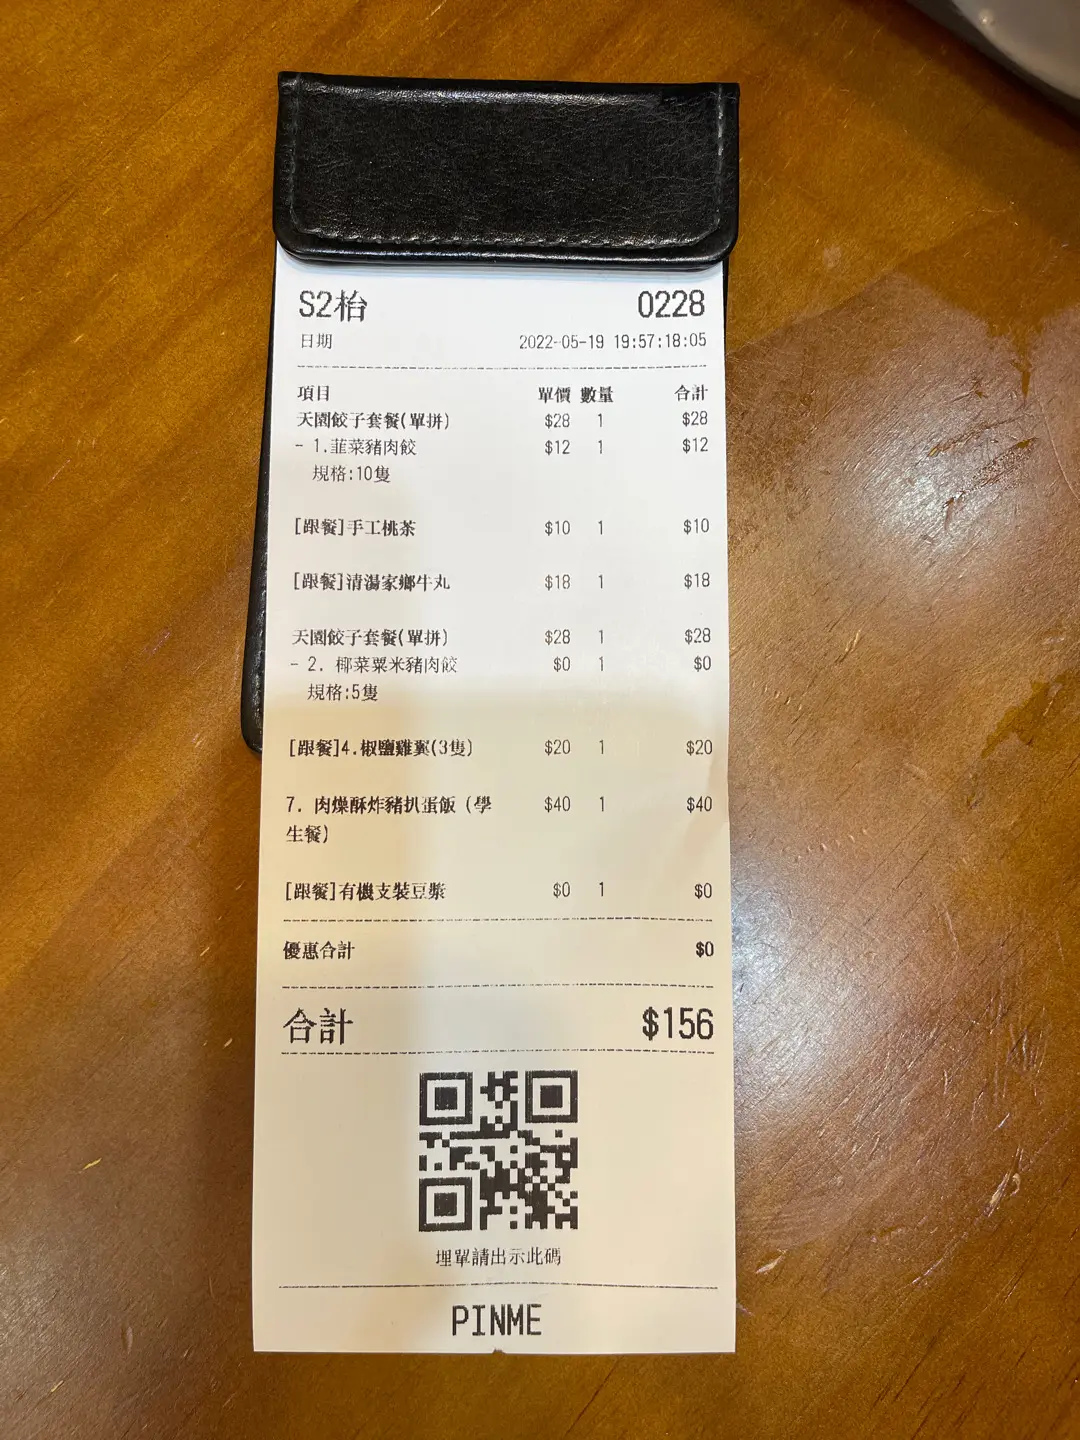 S2枱 0228
日期 2022-05-19 19:57:18:05
項目 單價 數量 合計
天園餃子套餐(單拼) $28 1 $28
- 1.韮菜豬肉餃 $12 1 $12
規格:10隻
[跟餐]手工桃茶 $10 1 $10
[跟餐]清湯家鄉牛丸 $18 1 $18
天園餃子套餐(單拼) $28 1 $28
- 2. 椰菜粟米豬肉餃 $0 1 $0
規格:5隻
[跟餐]4.椒鹽雞翼(3隻) $20 1 $20
7. 肉燥酥炸豬扒蛋飯 (學 $40 1 $40
生餐)
[跟餐]有機支裝豆漿 $0 1 $0
優惠合計 $0
合計 $156
埋單請出示此碼
PINME